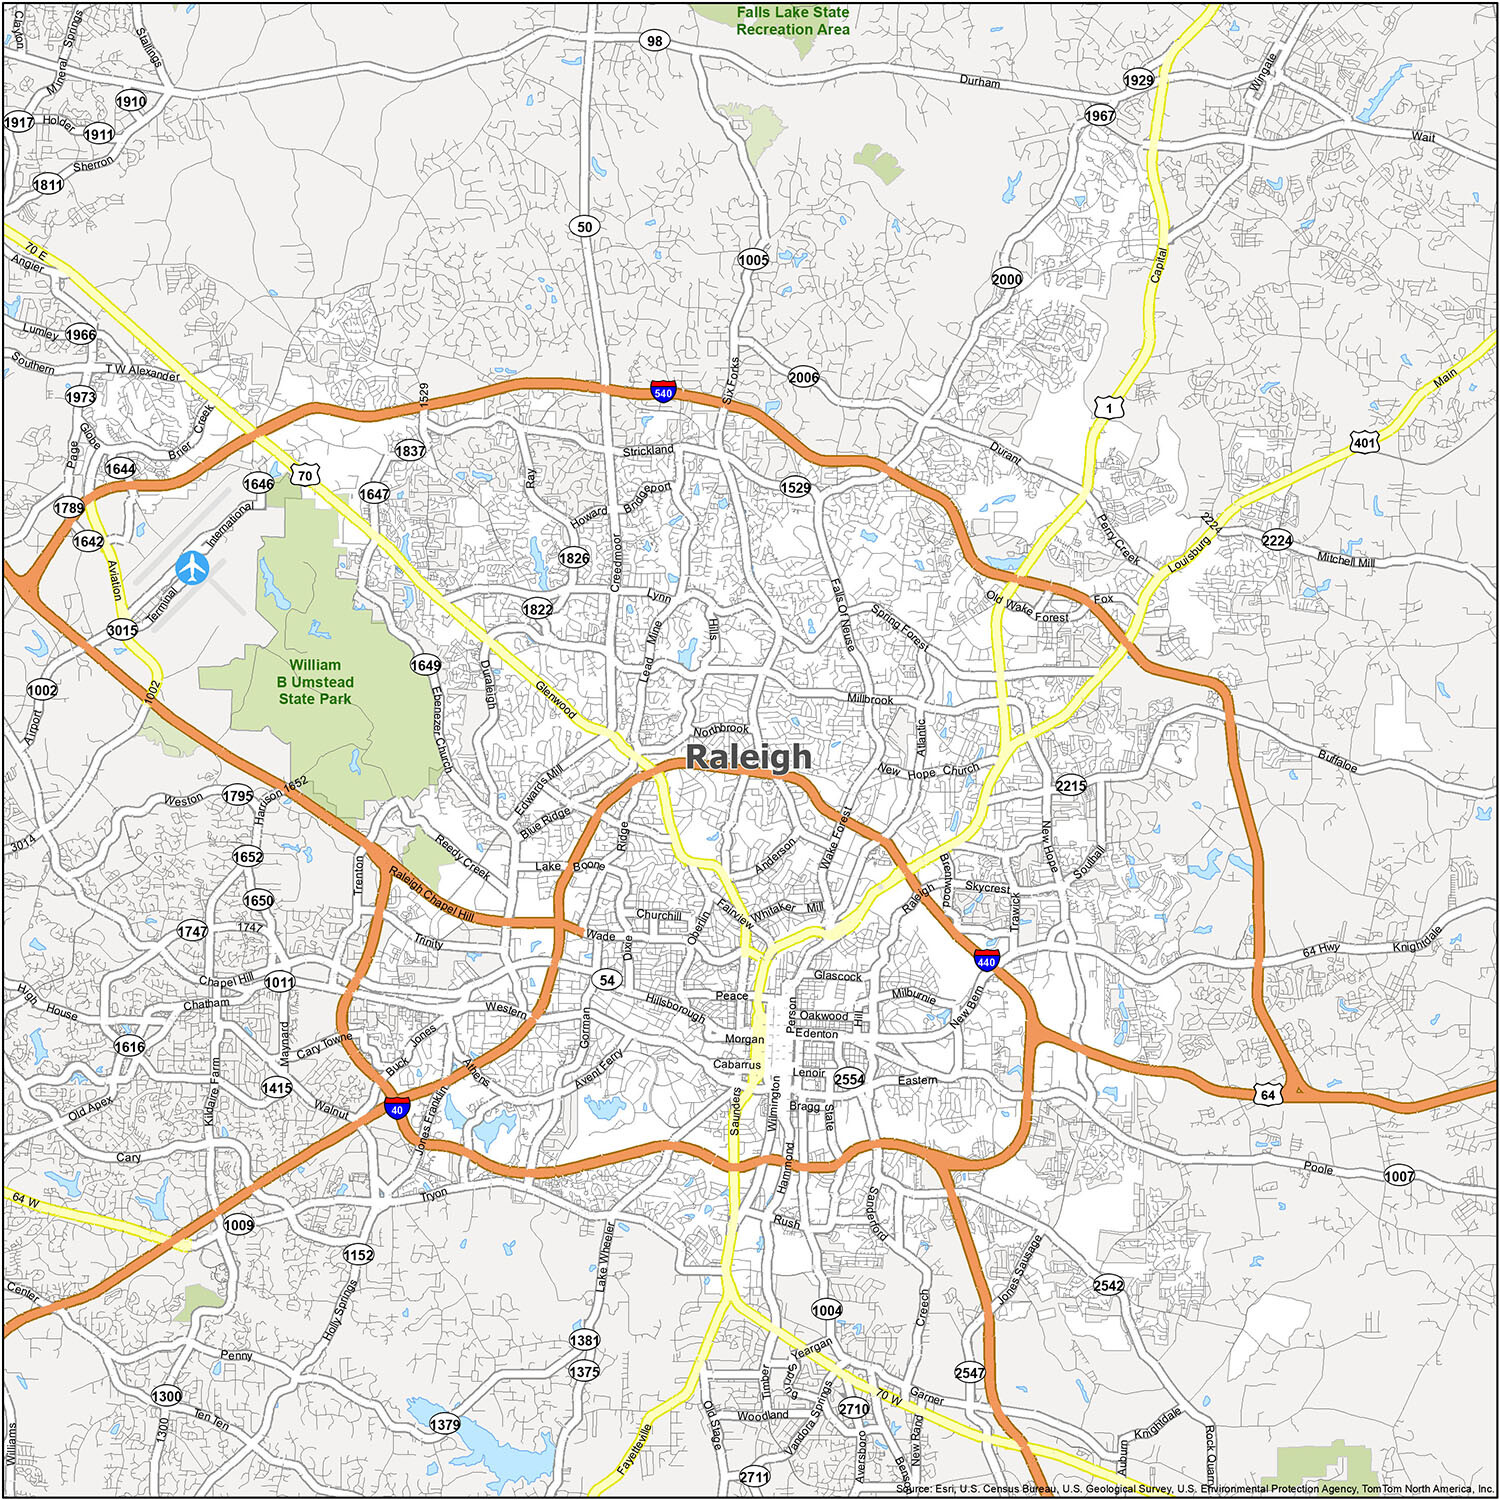 Falls Lake State
Recreation Area
Clayton
Mineral Springs
Stallings
98
Durham
1929
Wingate
1910
1917
Holder
1911
1967
Wait
Sherron
1811
50
70 E
Angier
1005
Capital
2000
Lumley
1966
Southern
T W Alexander
1973
1529
540
Six Forks
2006
Main
1
401
Globe
Page
Brier Creek
1837
Strickland
Durant
1644
1646
70
1647
Ray
Howard
Bridgeport
1529
1789
International
2224
Perry Creek
Louisburg
2224
Mitchell Mill
1642
Aviation
Terminal
1826
Creedmoor
Falls Of Neuse
1822
Lynn
Spring Forest
Old Wake Forest
Fox
3015
Lead Mine
Hills
William
B Umstead
State Park
1649
Duraleigh
1002
1002
Airport
Ebenezer Church
Glenwood
Millbrook
Northbrook
Atlantic
Raleigh
New Hope Church
Buffaloe
2215
Edwards Mill
Blue Ridge
Weston
1795
Harrison 1652
3014
Ridge
Wake Forest
New Hope
1652
Reedy Creek
Lake Boone
Anderson
Brentwood
Southall
Trenton
Raleigh Chapel Hill
Skycrest
1650
Raleigh
Trawick
Fairview
Whitaker Mill
Churchill
Oberlin
1747
1747
Trinity
Wade
Dixie
64 Hwy
Knightdale
440
Chapel Hill
1011
54
Glascock
High House
Chatham
Western
Hillsborough
Peace
Person
Milburnie
New Bern
Oakwood
Hill
Gorman
Morgan
Edenton
1616
Maynard
Cary Towne
Buck Jones
Athens
Avent Ferry
Cabarrus
Lenoir
2554
Eastern
64
1415
Kildaire Farm
Walnut
40
Jones Franklin
Saunders
Wilmington
Bragg
State
Old Apex
Cary
Hammond
Poole
1007
64 W
Tryon
1009
Rush
Sanderford
1152
Lake Wheeler
Jones Sausage
2542
Center
Holly Springs
1004
Creech
1381
Yeargan
Penny
1375
2547
1300
Timber
Spring
70 W
Garner
Ten Ten
1379
Woodland
2710
Old Stage
Vandora Springs
Knightdale
1300
Williams
Fayetteville
New Rand
Aversboro
Auburn
Rock Quarry
2711
Benson
Source: Esri, U.S. Census Bureau, U.S. Geological Survey, U.S. Environmental Protection Agency, TomTom North America, Inc.